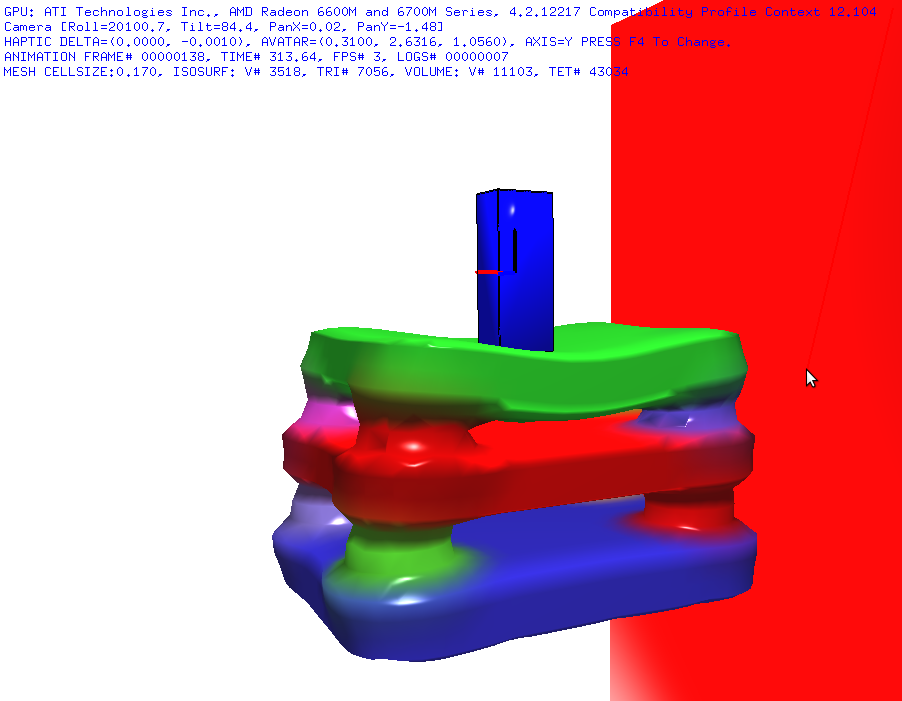 GPU: ATI Technologies Inc., AMD Radeon 6600M and 6700M Series, 4.2.12217 Compatibility Profile Context 12.104
Camera [Roll=20100.7, Tilt=84.4, PanX=0.02, PanY=-1.48]
HAPTIC DELTA=(0.0000, -0.0010), AVATAR=(0.3100, 2.6316, 1.0560), AXIS=Y PRESS F4 To Change.
ANIMATION FRAME# 00000138, TIME# 313.64, FPS# 3, LOGS# 00000007
MESH CELLSIZE:0.170, ISOSURF: V# 3518, TRI# 7056, VOLUME: V# 11103, TET# 43034